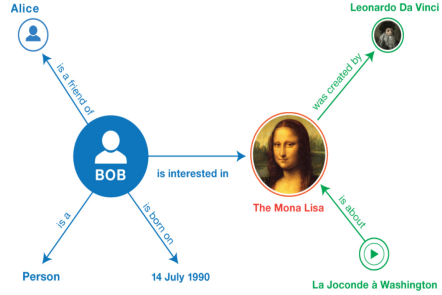 Alice
Leonardo Da Vinci
is a friend of
was created by
BOB
is interested in
The Mona Lisa
is a
is born on
is about
Person
14 July 1990
La Joconde à Washington